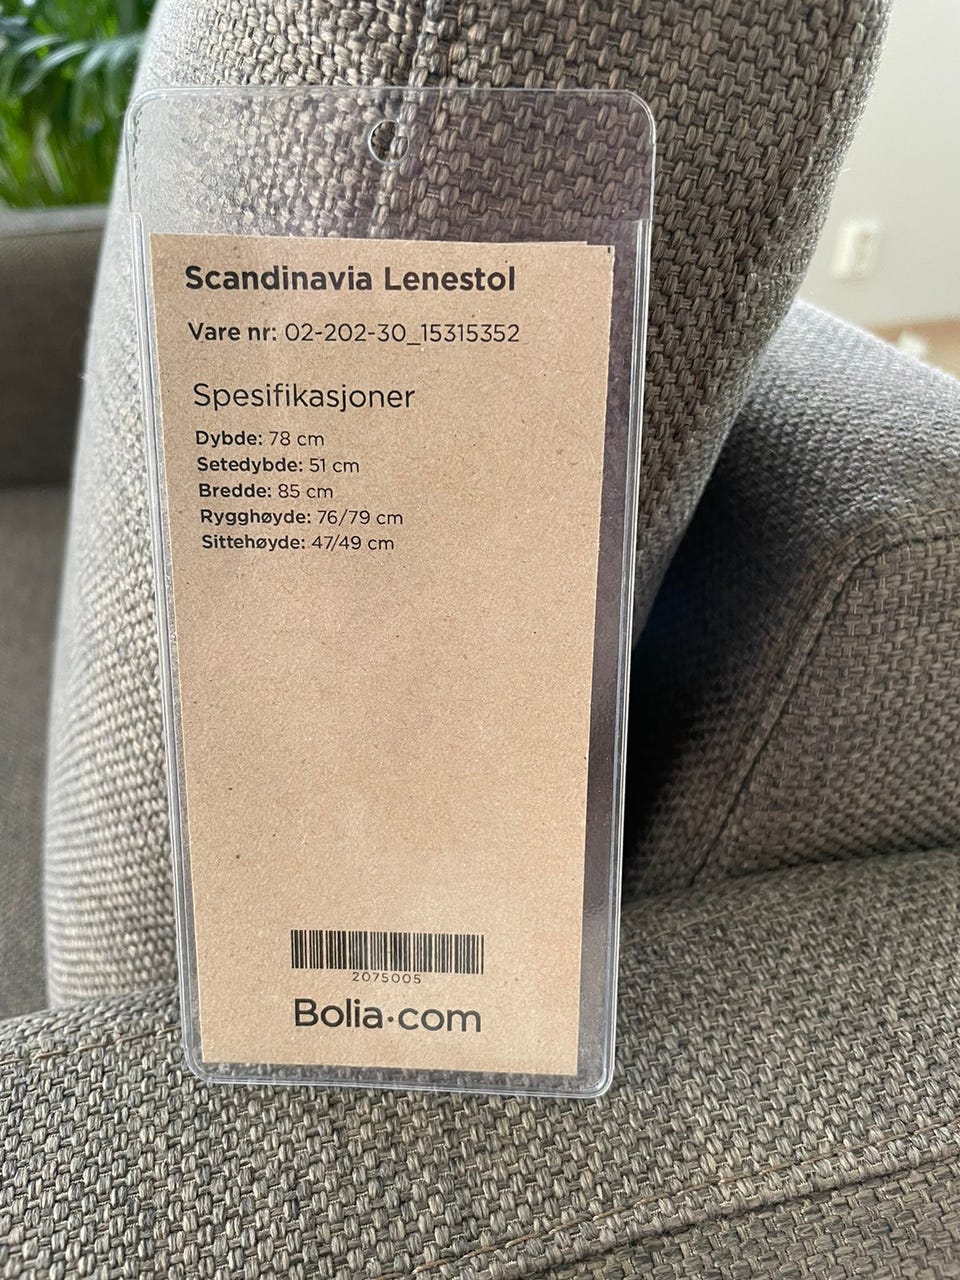 Scandinavia Lenestol
Vare nr: 02-202-30_15315352
Spesifikasjoner
Dybde: 78 cm
Setedybde: 51 cm
Bredde: 85 cm
Rygghøyde: 76/79 cm
Sittehøyde: 47/49 cm
2075005
Bolia·com